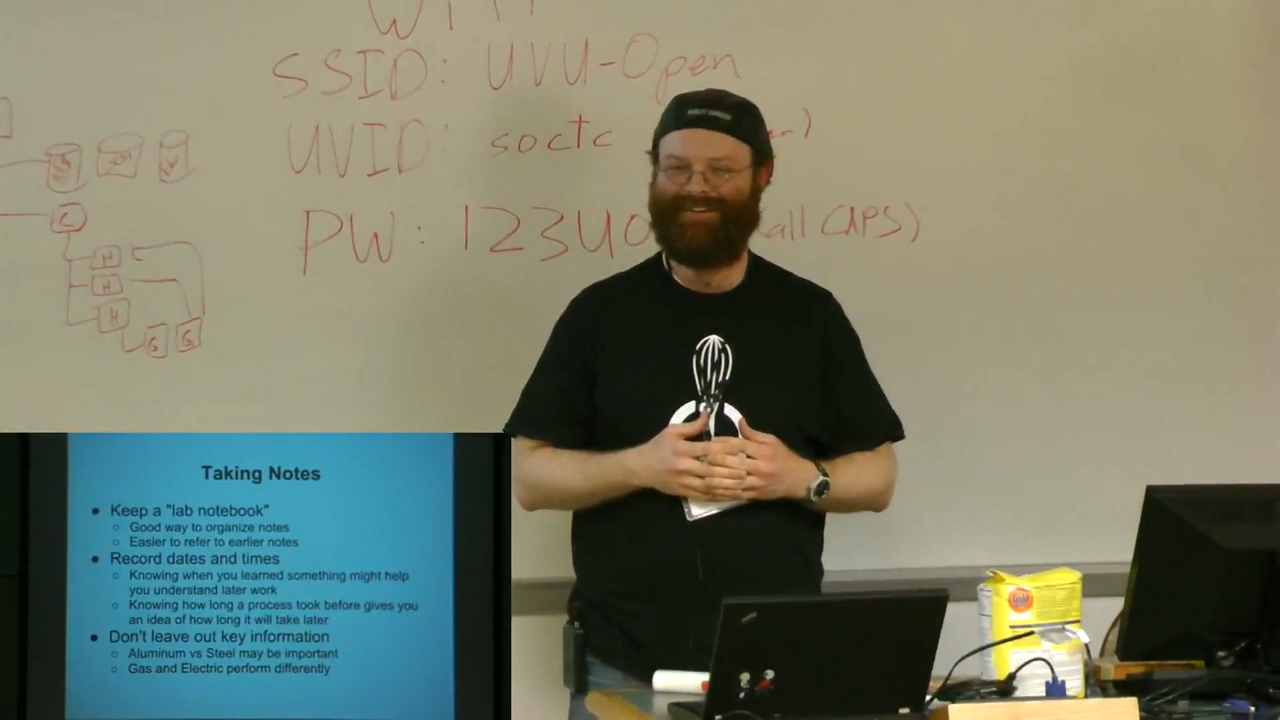 SSID: UVU-Open
UVID: soctc
PW: 1234 (all CAPS)
C
H
H
H
G
G
Taking Notes
Keep a "lab notebook"
Good way to organize notes
Easier to refer to earlier notes
Record dates and times
Knowing when you learned something might help
you understand later work
Knowing how long a process took before gives you
an idea of how long it will take later
Don't leave out key information
Aluminum vs Steel may be important
Gas and Electric perform differently
Gold